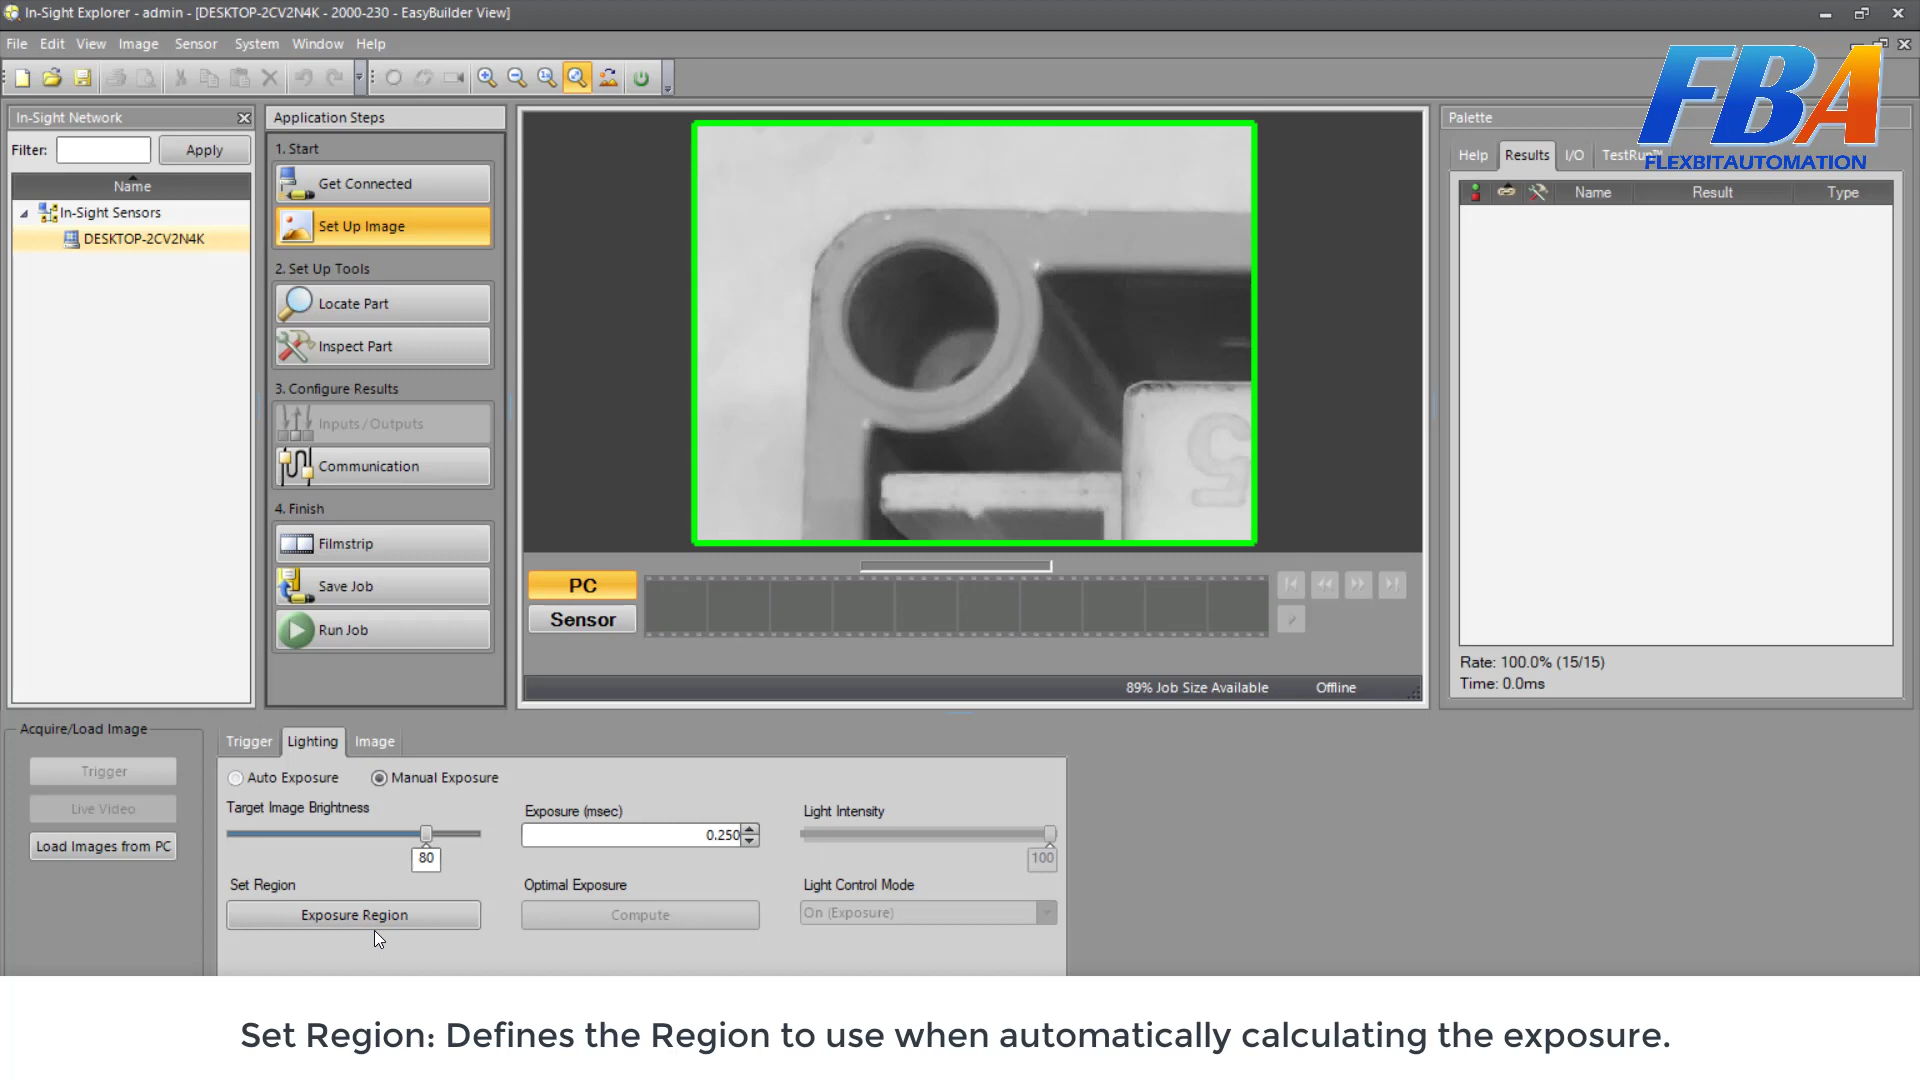 In-Sight Explorer - admin - [DESKTOP-2CV2N4K - 2000-230 - EasyBuilder View]
File Edit View Image Sensor System Window Help
FBA
FLEXBITAUTOMATION
In-Sight Network
Filter:
Apply
Name
In-Sight Sensors
DESKTOP-2CV2N4K
Application Steps
1. Start
Get Connected
Set Up Image
2. Set Up Tools
Locate Part
Inspect Part
3. Configure Results
Inputs/Outputs
Communication
4. Finish
Filmstrip
Save Job
Run Job
5
PC
Sensor
89% Job Size Available Offline
Palette
Help Results I/O TestRun™
Name Result Type
Rate: 100.0% (15/15)
Time: 0.0ms
Acquire/Load Image
Trigger
Live Video
Load Images from PC
Trigger Lighting Image
Auto Exposure Manual Exposure
Target Image Brightness
80
Set Region
Exposure Region
Exposure (msec)
0.250
Optimal Exposure
Compute
Light Intensity
100
Light Control Mode
On (Exposure)
Set Region: Defines the Region to use when automatically calculating the exposure.